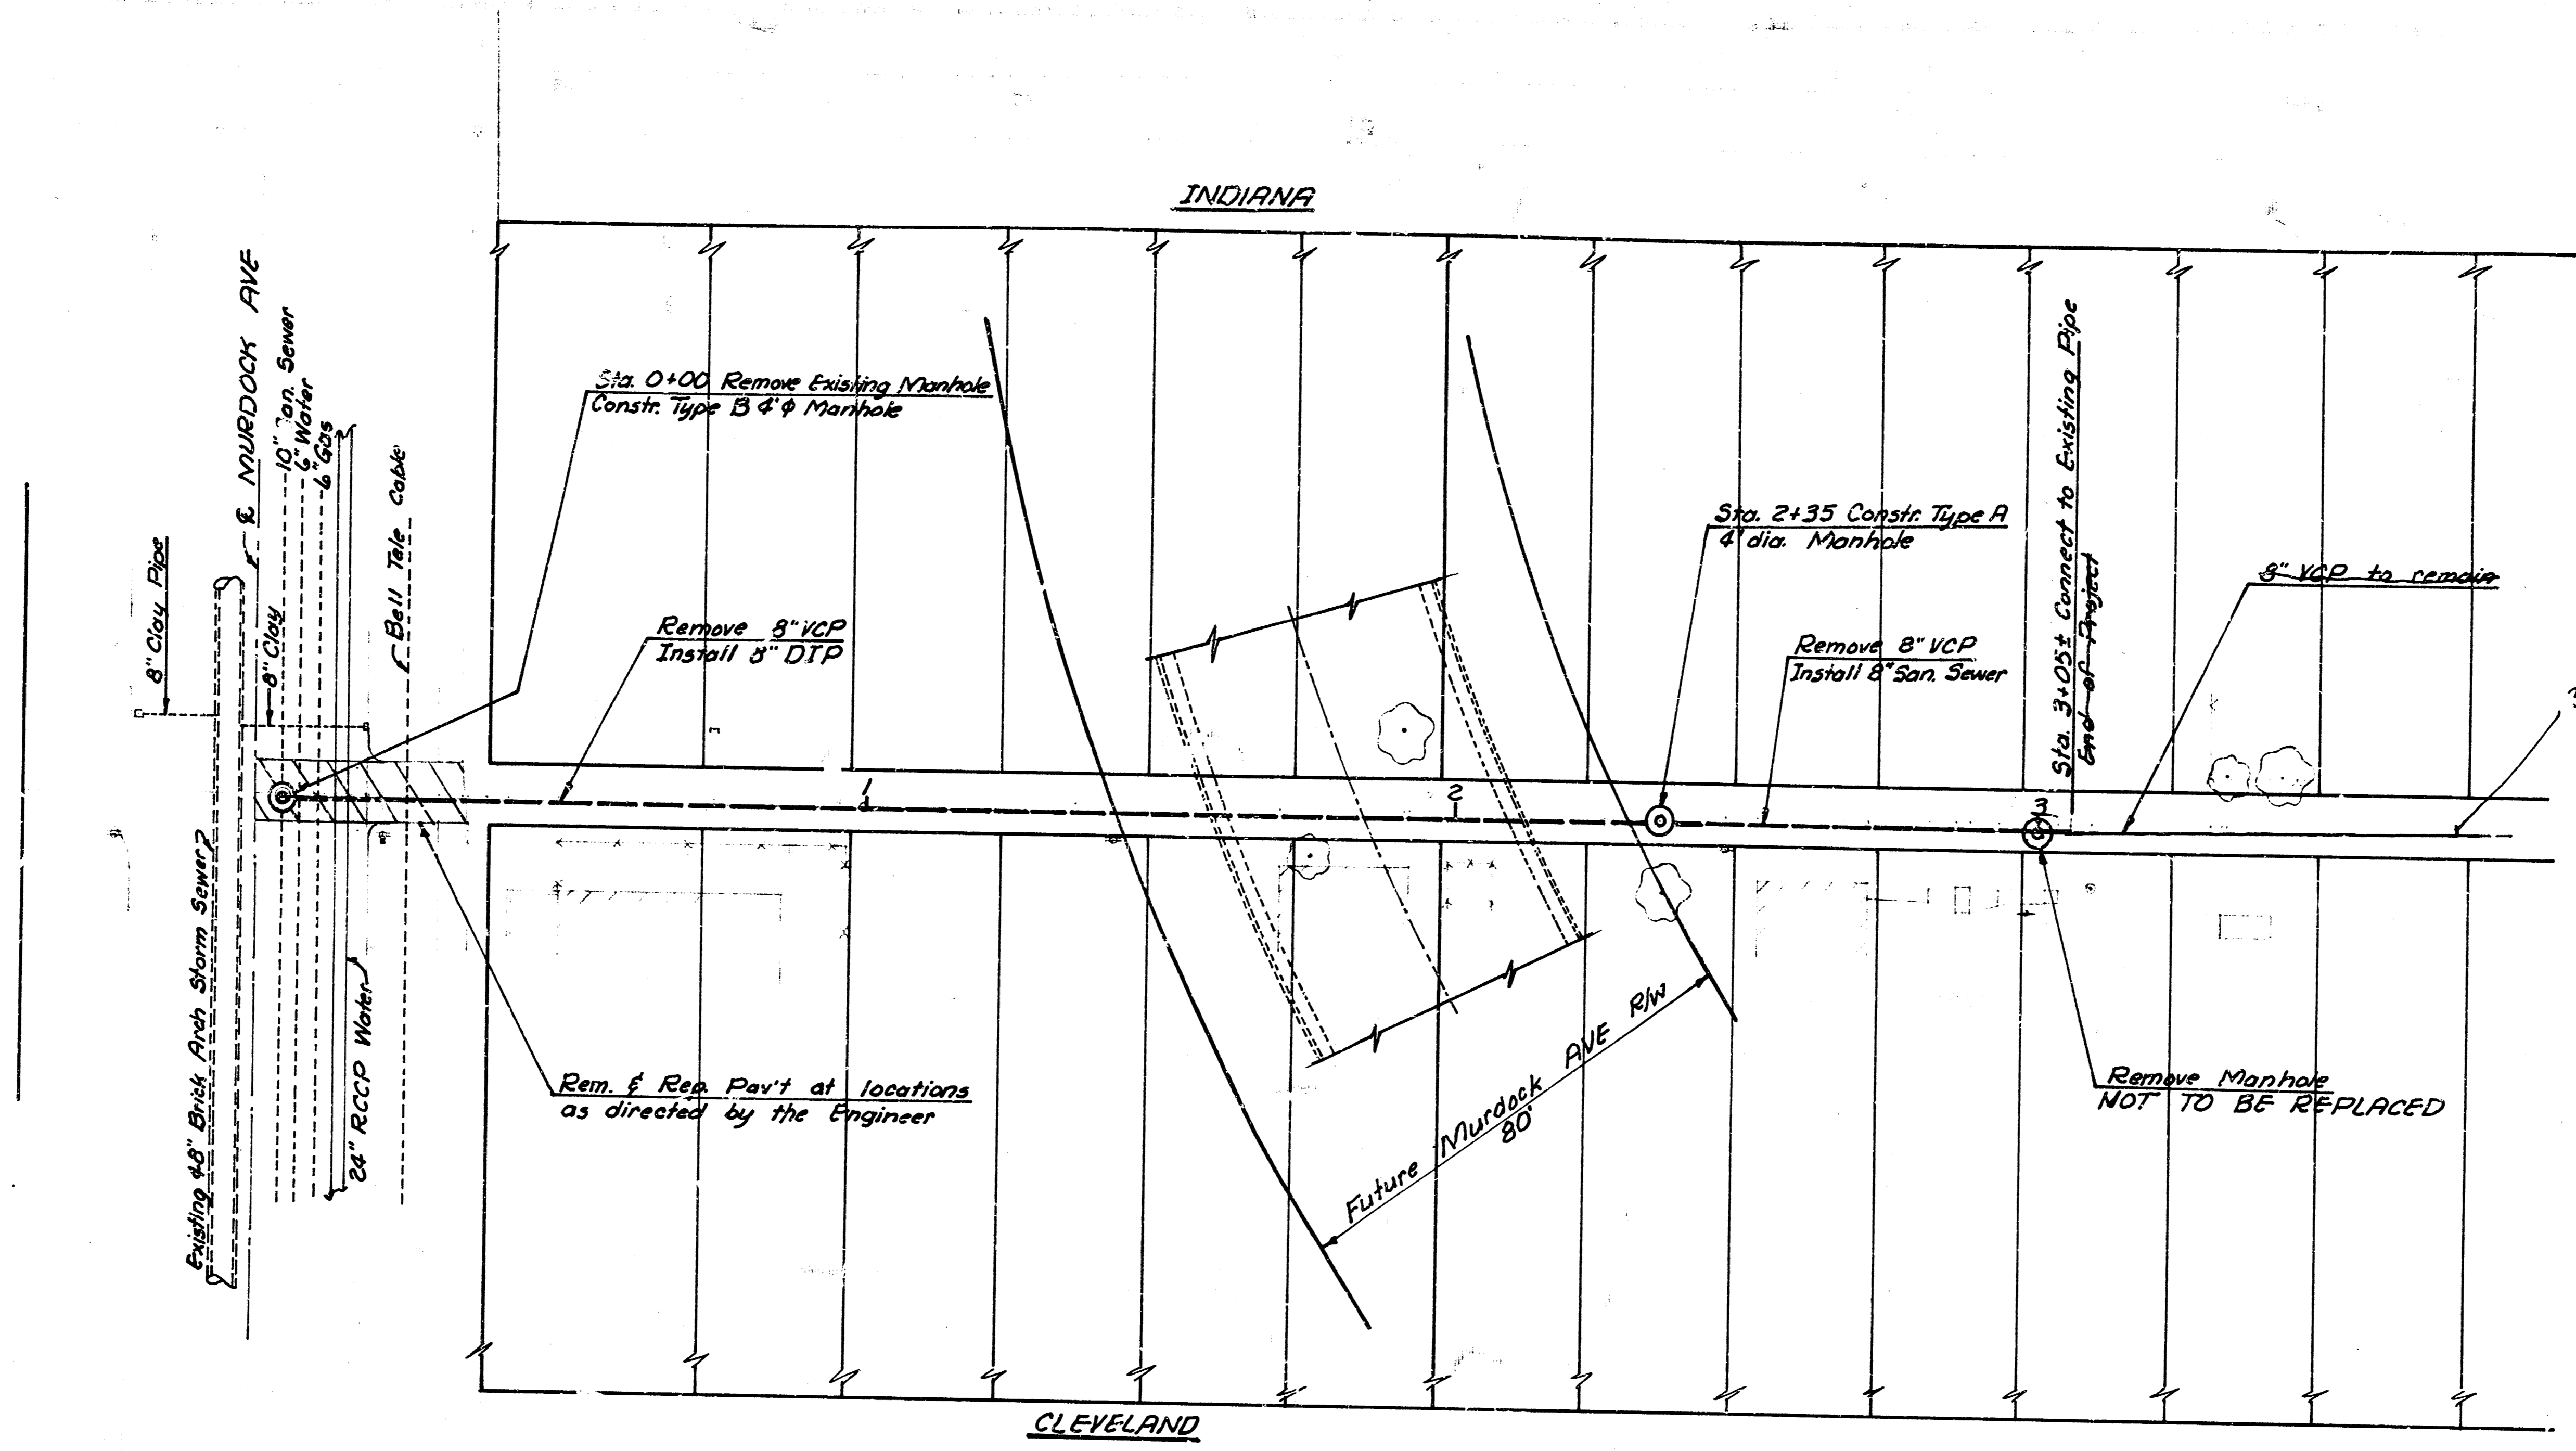 INDIANA
℄ MURDOCK AVE
10" San. Sewer
6" Water
6" Gas
Bell Tele Cable
8" Clay Pipe
8" Clay
Existing 48" Brick Arch Storm Sewer
24" RCCP Water
Sta. 0+00 Remove Existing Manhole
Constr. Type B 4'φ Manhole
Remove 8" VCP
Install 8" DIP
Sta. 2+35 Constr. Type A
4' dia. Manhole
Remove 8" VCP
Install 8" San. Sewer
Sta. 3+05± Connect to Existing Pipe
End of Project
8" VCP to remain
1
2
3
Rem. & Rep. Pav't at locations
as directed by the Engineer
Future Murdock AVE R/W
80'
Remove Manhole
NOT TO BE REPLACED
CLEVELAND